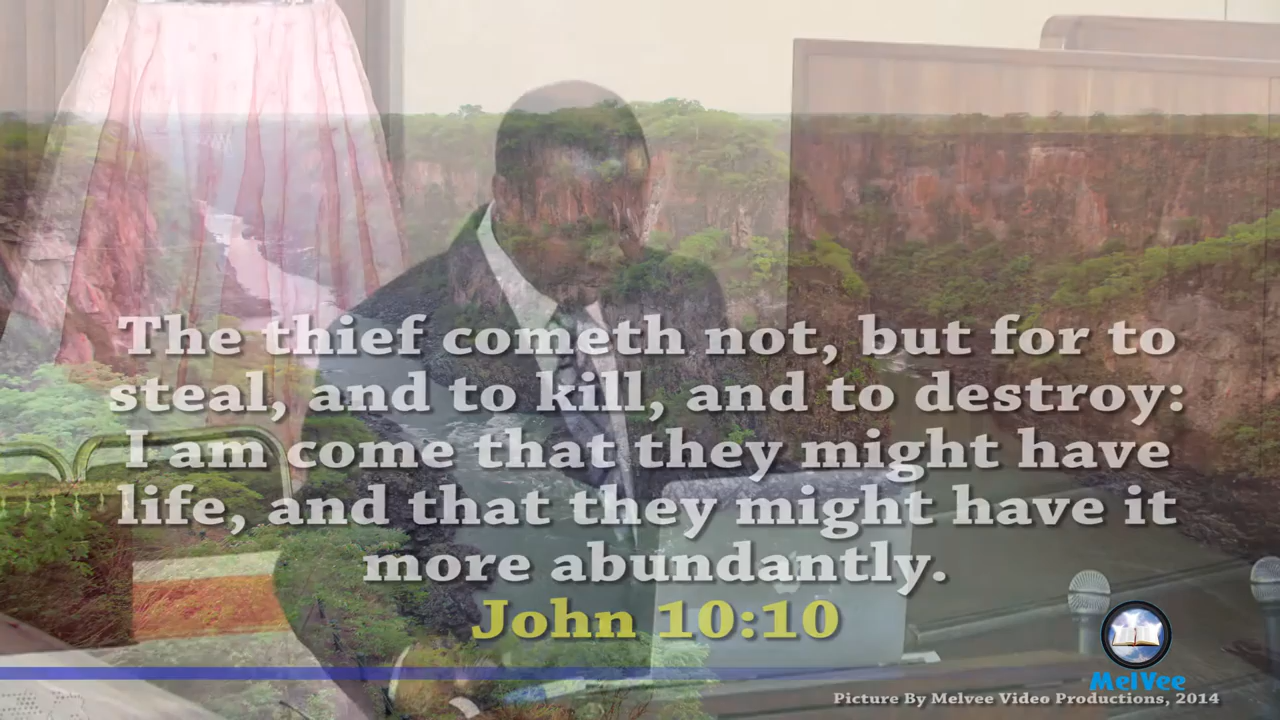 The thief cometh not, but for to
steal, and to kill, and to destroy:
I am come that they might have
life, and that they might have it
more abundantly.
John 10:10
MelVee
Picture By Melvee Video Productions, 2014